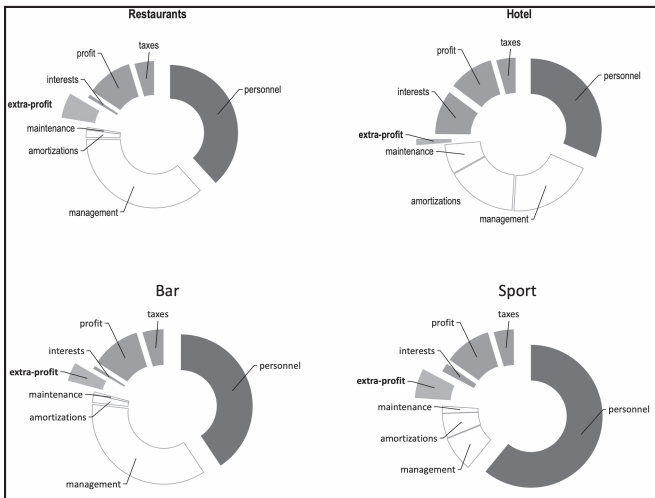 Restaurants
taxes
profit
interests
personnel
extra-profit
maintenance
amortizations
management
Hotel
taxes
profit
interests
personnel
extra-profit
maintenance
amortizations
management
Bar
taxes
profit
interests
personnel
extra-profit
maintenance
amortizations
management
Sport
taxes
profit
interests
extra-profit
maintenance
personnel
amortizations
management